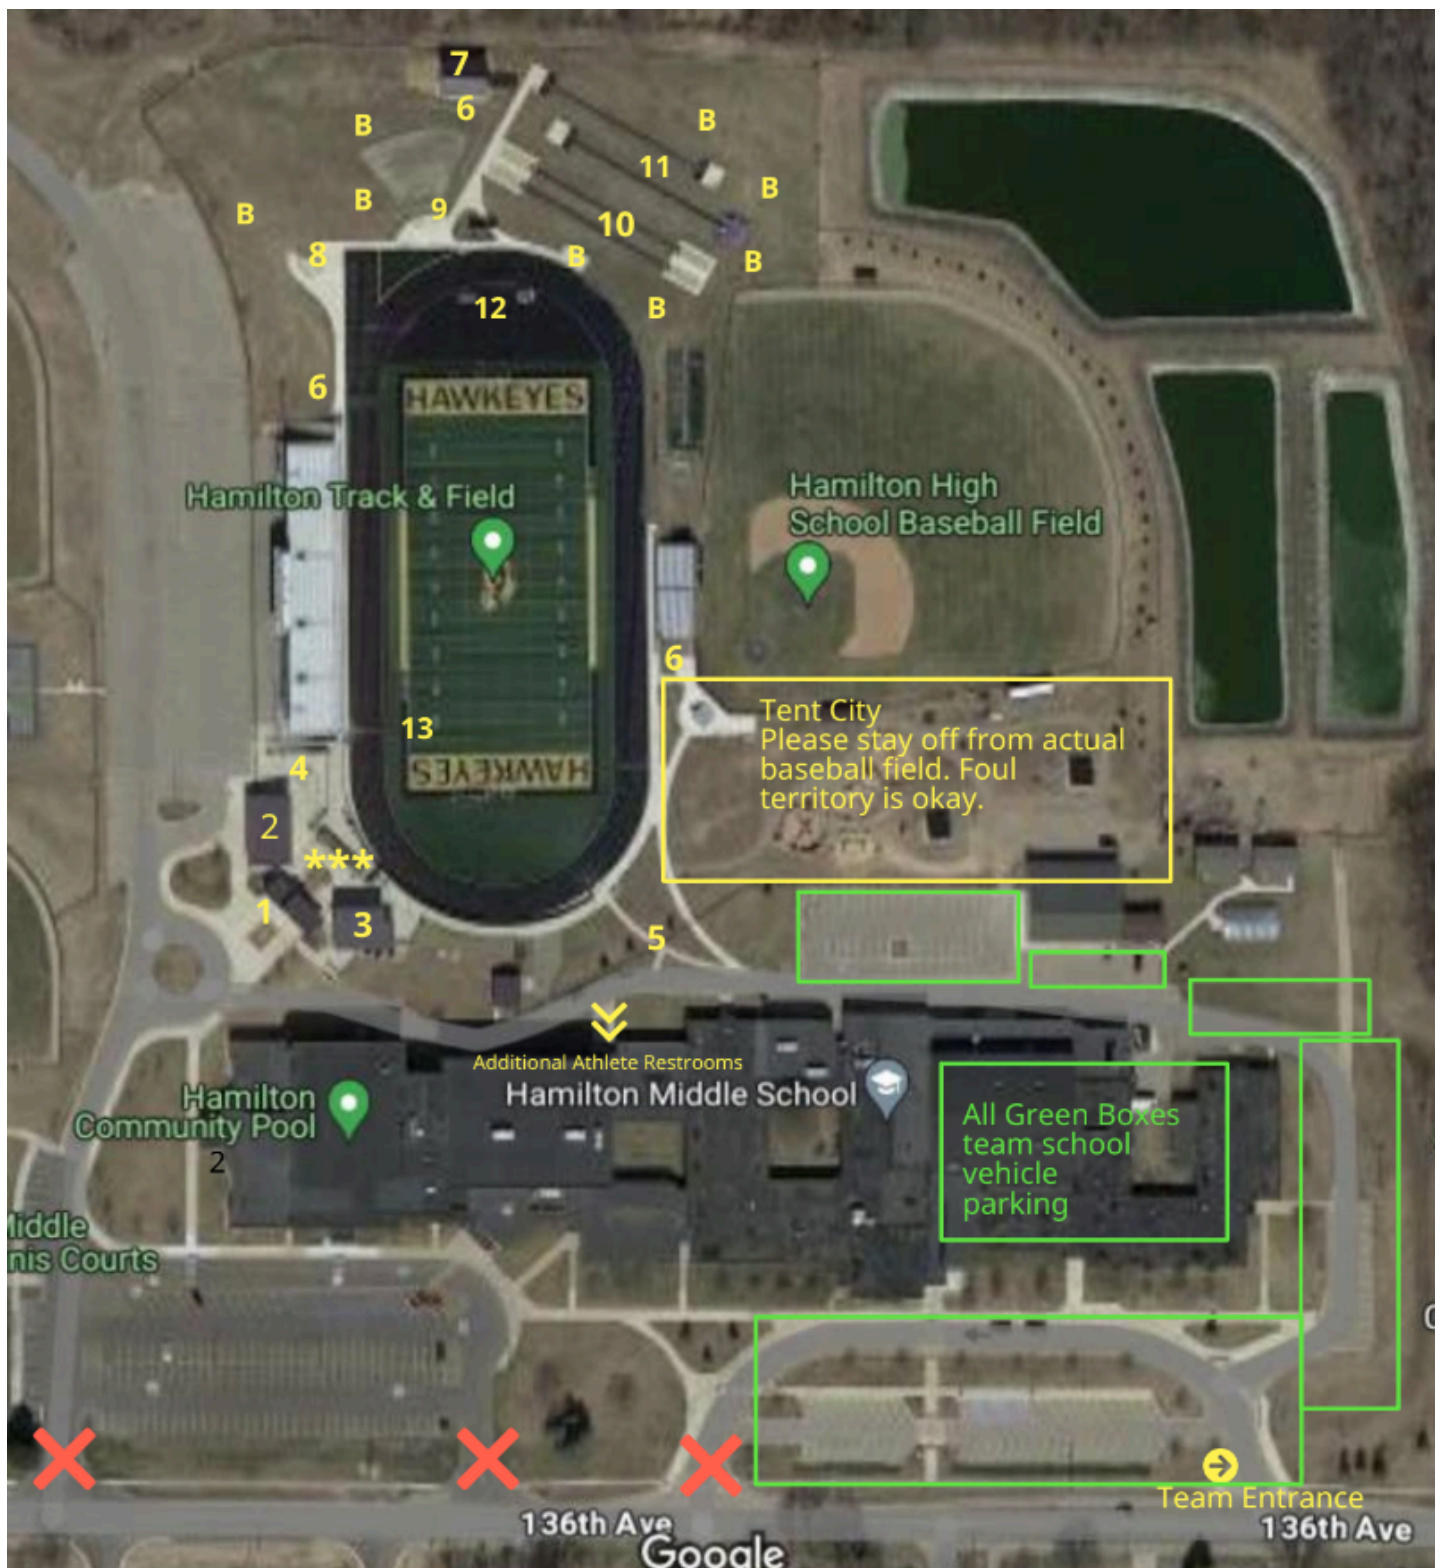 7
6
B
B
11
B
B
B
9
10
8
B
B
B
12
6
HAWKEYES
Hamilton Track & Field
Hamilton High
School Baseball Field
6
13
Tent City
Please stay off from actual
baseball field. Foul
territory is okay.
HAWKEYES
4
2
***
1
3
5
Additional Athlete Restrooms
Hamilton Middle School
Hamilton
Community Pool
2
All Green Boxes
team school
vehicle
parking
Middle
nis Courts
C
Team Entrance
136th Ave
136th Ave
Google